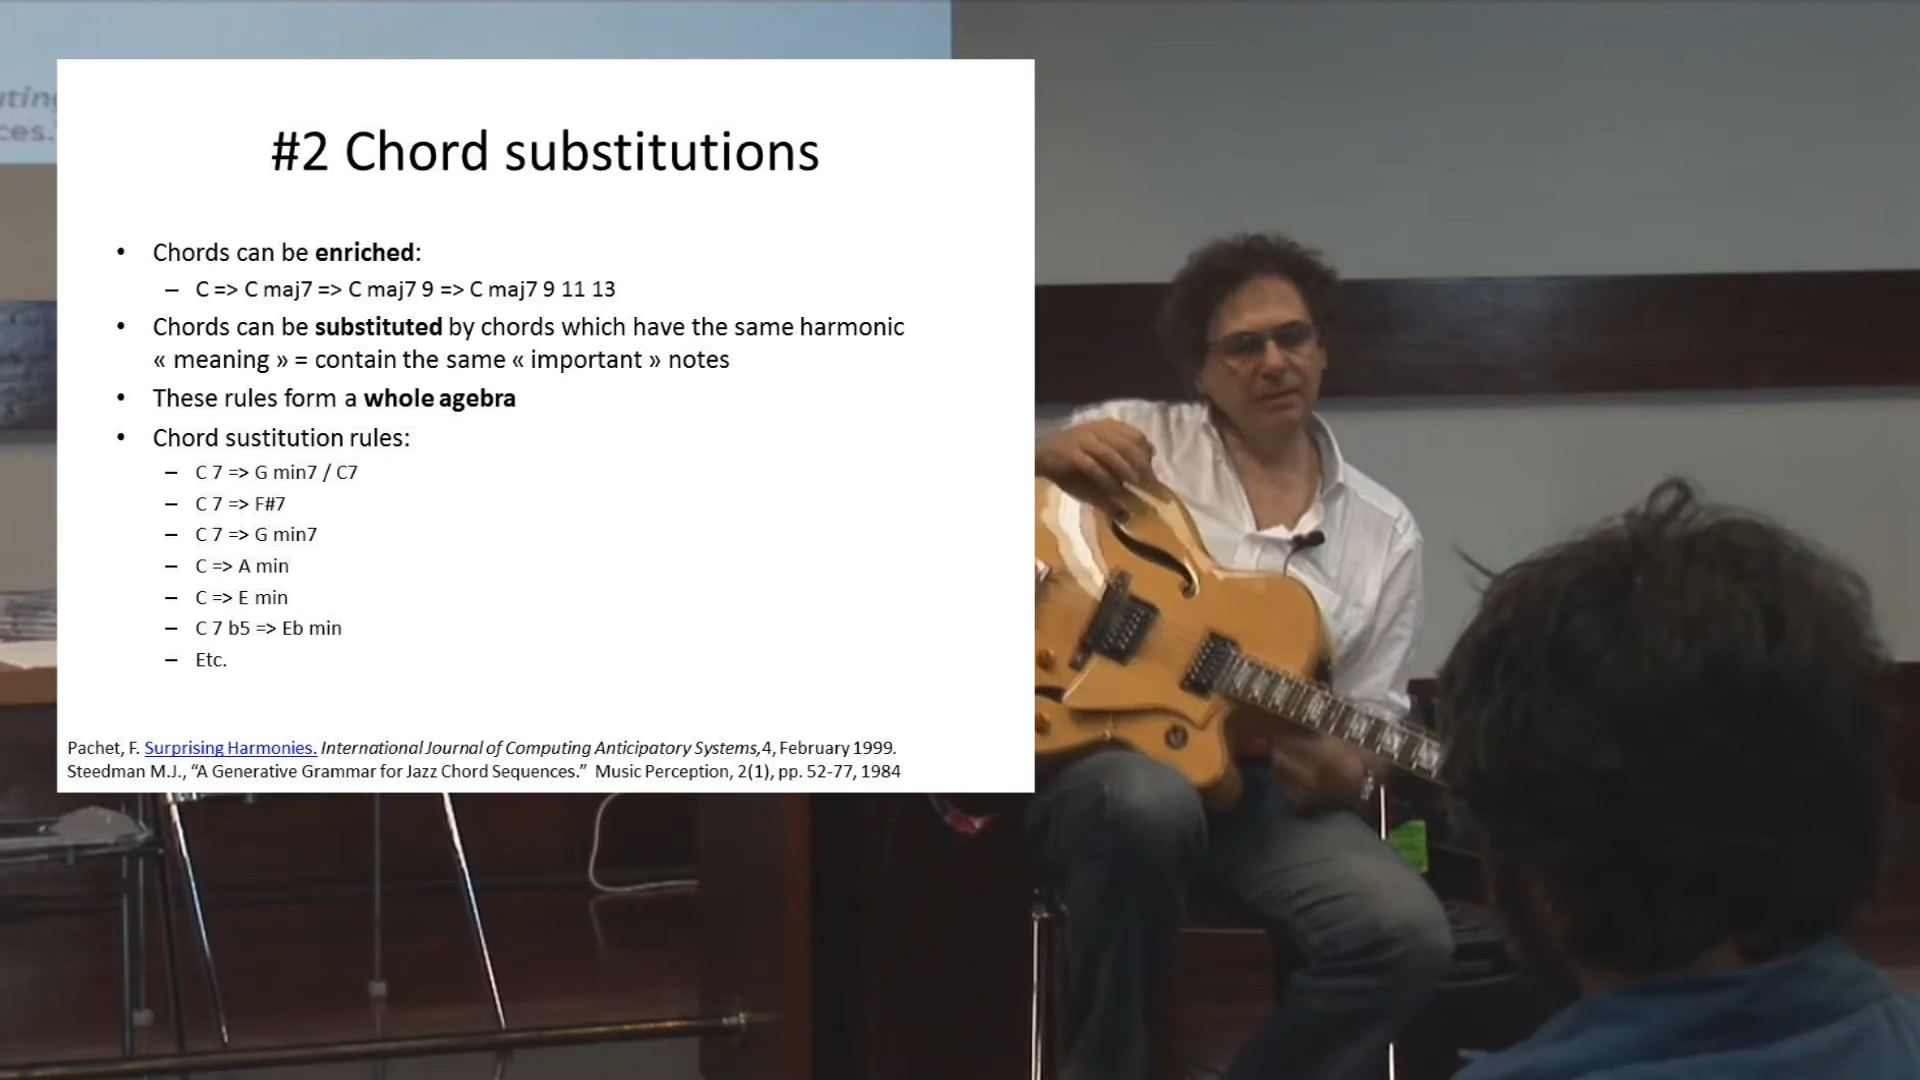 #2 Chord substitutions
• Chords can be enriched:
– C => C maj7 => C maj7 9 => C maj7 9 11 13
• Chords can be substituted by chords which have the same harmonic
« meaning » = contain the same « important » notes
• These rules form a whole agebra
• Chord sustitution rules:
– C 7 => G min7 / C7
– C 7 => F#7
– C 7 => G min7
– C => A min
– C => E min
– C 7 b5 => Eb min
– Etc.
Pachet, F. Surprising Harmonies. International Journal of Computing Anticipatory Systems,4, February 1999.
Steedman M.J., “A Generative Grammar for Jazz Chord Sequences.” Music Perception, 2(1), pp. 52-77, 1984